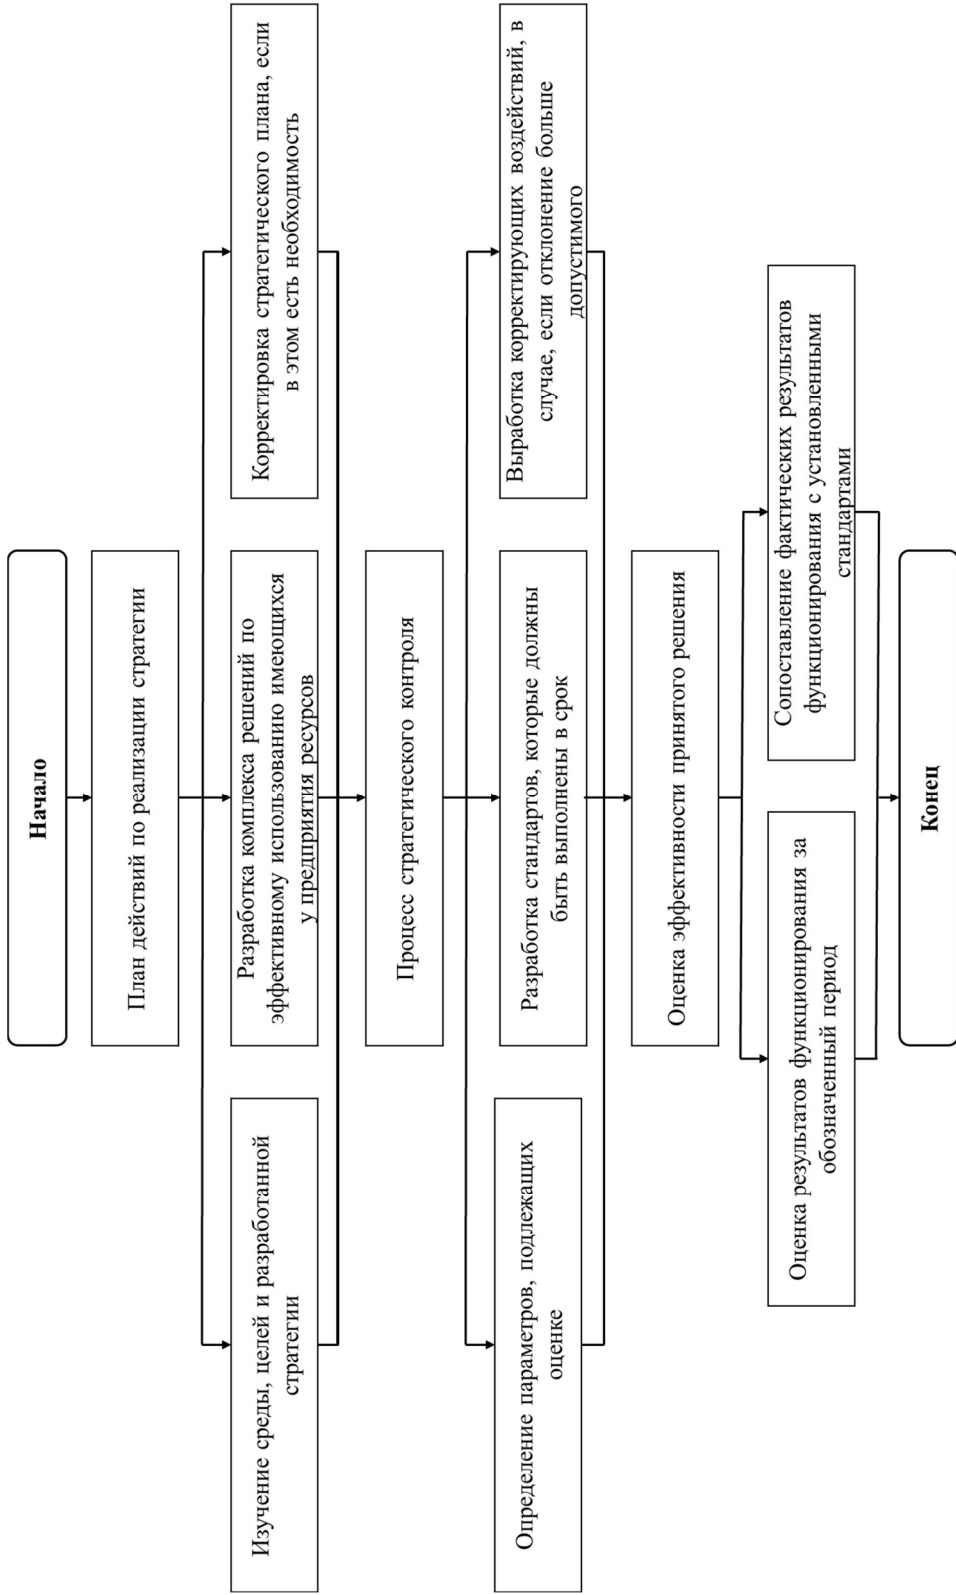 Начало
План действий по реализации стратегии
Изучение среды, целей и разработанной
стратегии
Разработка комплекса решений по
эффективному использованию имеющихся
у предприятия ресурсов
Корректировка стратегического плана, если
в этом есть необходимость
Процесс стратегического контроля
Определение параметров, подлежащих
оценке
Разработка стандартов, которые должны
быть выполнены в срок
Выработка корректирующих воздействий, в
случае, если отклонение больше
допустимого
Оценка эффективности принятого решения
Оценка результатов функционирования за
обозначенный период
Сопоставление фактических результатов
функционирования с установленными
стандартами
Конец